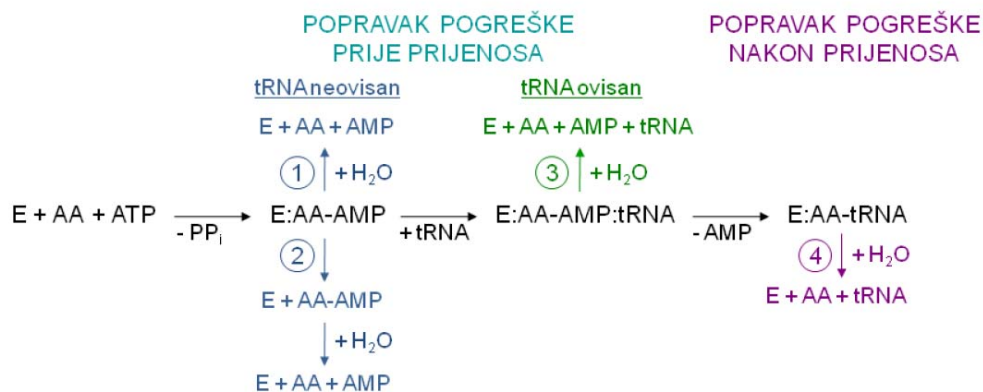 POPRAVAK POGREŠKE
PRIJE PRIJENOSA
POPRAVAK POGREŠKE
NAKON PRIJENOSA
tRNA neovisan
tRNA ovisan
E + AA + AMP
E + AA + AMP + tRNA
1
+ H₂O
3
+ H₂O
E + AA + ATP
- PPᵢ
E:AA-AMP
+ tRNA
E:AA-AMP:tRNA
- AMP
E:AA-tRNA
2
4
+ H₂O
E + AA-AMP
E + AA + tRNA
+ H₂O
E + AA + AMP